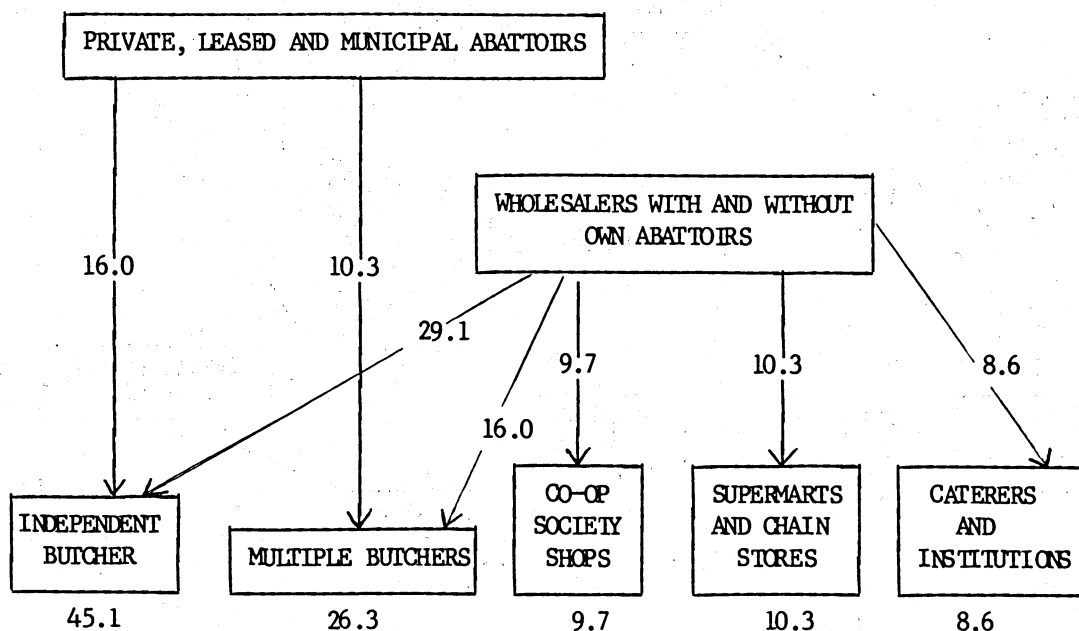 PRIVATE, LEASED AND MUNICIPAL ABATTOIRS
WHOLESALERS WITH AND WITHOUT
OWN ABATTOIRS
16.0
10.3
29.1
9.7
10.3
8.6
16.0
INDEPENDENT
BUTCHER
MULTIPLE BUTCHERS
CO-OP
SOCIETY
SHOPS
SUPERMARTS
AND CHAIN
STORES
CATERERS
AND
INSTITUTIONS
45.1
26.3
9.7
10.3
8.6